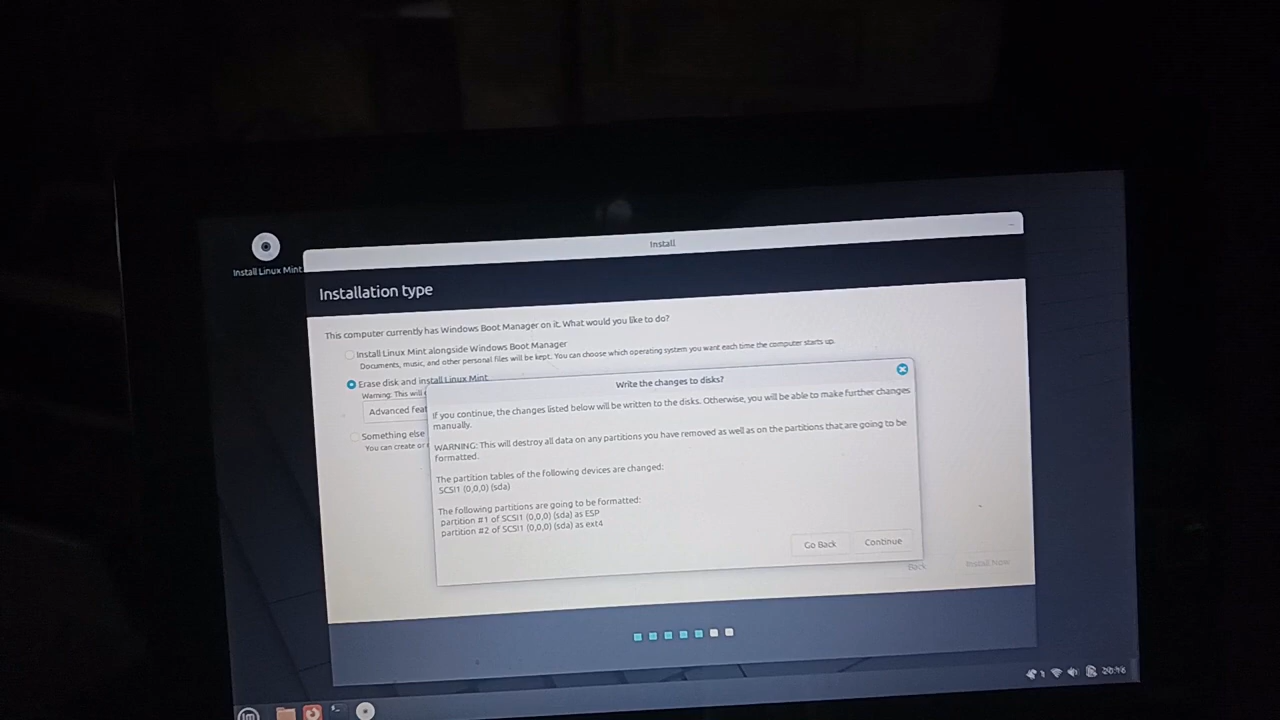 Install
Install Linux Mint
Installation type
This computer currently has Windows Boot Manager on it. What would you like to do?
Install Linux Mint alongside Windows Boot Manager
Documents, music, and other personal files will be kept. You can choose which operating system you want each time the computer starts up.
Erase disk and install Linux Mint
Warning: This will
Advanced feat
Something else
You can create or
Write the changes to disks?
If you continue, the changes listed below will be written to the disks. Otherwise, you will be able to make further changes
manually.
WARNING: This will destroy all data on any partitions you have removed as well as on the partitions that are going to be
formatted.
The partition tables of the following devices are changed:
SCSI1 (0,0,0) (sda)
The following partitions are going to be formatted:
partition #1 of SCSI1 (0,0,0) (sda) as ESP
partition #2 of SCSI1 (0,0,0) (sda) as ext4
Go Back
Continue
Back
Install Now